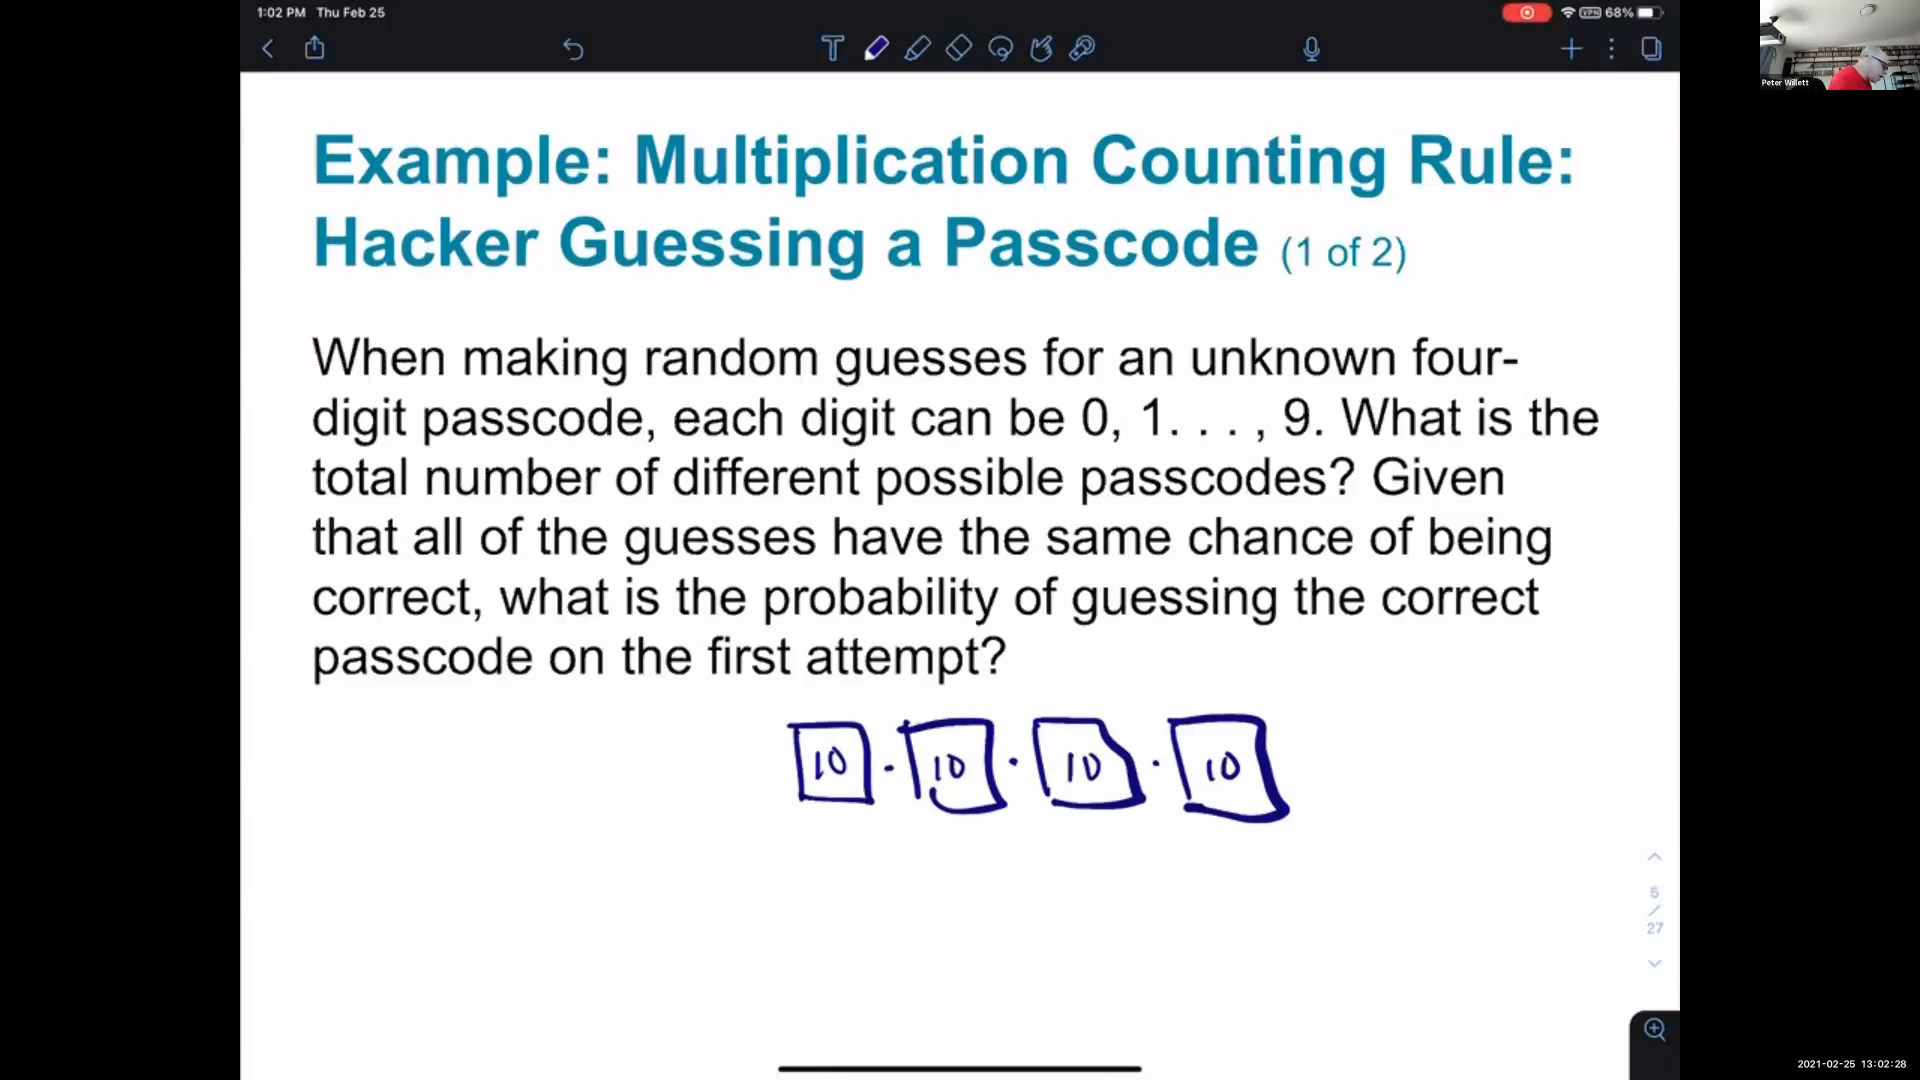 1:02 PM Thu Feb 25
VPN 68%
Peter Willett
Example: Multiplication Counting Rule:
Hacker Guessing a Passcode (1 of 2)
When making random guesses for an unknown four-
digit passcode, each digit can be 0, 1. . . , 9. What is the
total number of different possible passcodes? Given
that all of the guesses have the same chance of being
correct, what is the probability of guessing the correct
passcode on the first attempt?
10 · 10 · 10 · 10
5
/
27
2021-02-25 13:02:28